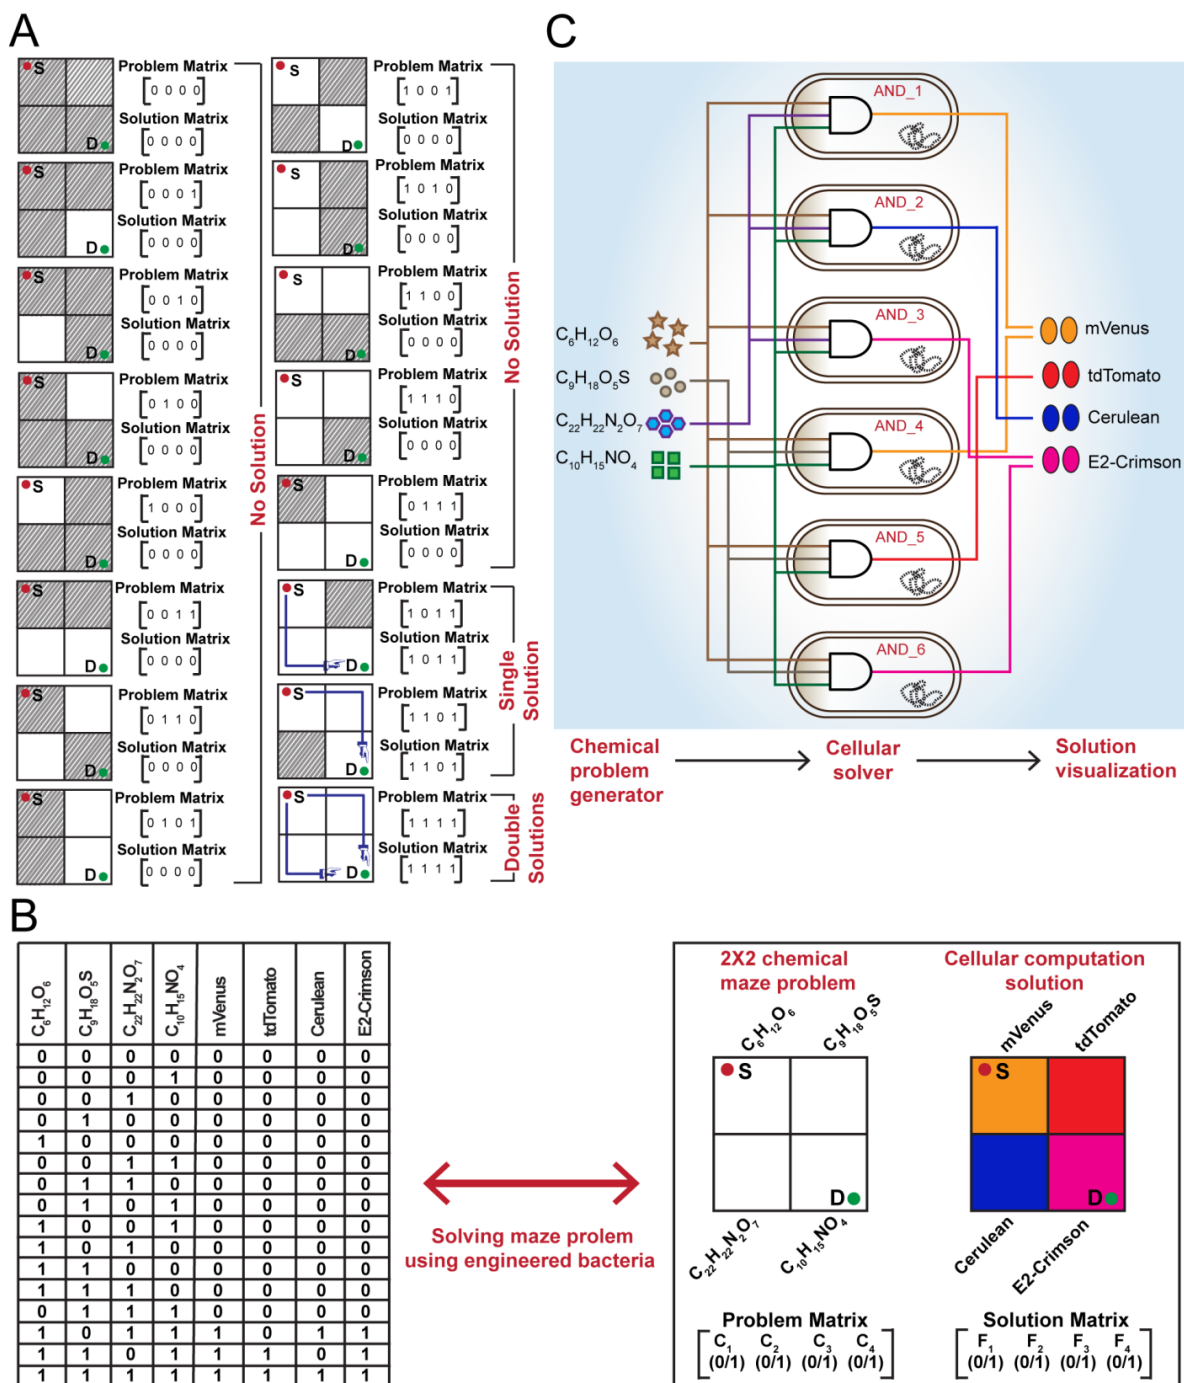 A
S
D
Problem Matrix
[0 0 0 0]
Solution Matrix
[0 0 0 0]
S
D
Problem Matrix
[0 0 0 1]
Solution Matrix
[0 0 0 0]
S
D
Problem Matrix
[0 0 1 0]
Solution Matrix
[0 0 0 0]
S
D
Problem Matrix
[0 1 0 0]
Solution Matrix
[0 0 0 0]
S
D
Problem Matrix
[1 0 0 0]
Solution Matrix
[0 0 0 0]
S
D
Problem Matrix
[0 0 1 1]
Solution Matrix
[0 0 0 0]
S
D
Problem Matrix
[0 1 1 0]
Solution Matrix
[0 0 0 0]
S
D
Problem Matrix
[0 1 0 1]
Solution Matrix
[0 0 0 0]
No Solution
S
D
Problem Matrix
[1 0 0 1]
Solution Matrix
[0 0 0 0]
S
D
Problem Matrix
[1 0 1 0]
Solution Matrix
[0 0 0 0]
S
D
Problem Matrix
[1 1 0 0]
Solution Matrix
[0 0 0 0]
S
D
Problem Matrix
[1 1 1 0]
Solution Matrix
[0 0 0 0]
S
D
Problem Matrix
[0 1 1 1]
Solution Matrix
[0 0 0 0]
No Solution
S
D
Problem Matrix
[1 0 1 1]
Solution Matrix
[1 0 1 1]
S
D
Problem Matrix
[1 1 0 1]
Solution Matrix
[1 1 0 1]
Single
Solution
S
D
Problem Matrix
[1 1 1 1]
Solution Matrix
[1 1 1 1]
Double
Solutions
C
C₆H₁₂O₆
C₉H₁₈O₅S
C₂₂H₂₂N₂O₇
C₁₀H₁₅NO₄
AND_1
AND_2
AND_3
AND_4
AND_5
AND_6
mVenus
tdTomato
Cerulean
E2-Crimson
Chemical
problem
generator
Cellular
solver
Solution
visualization
B
C₆H₁₂O₆ C₉H₁₈O₅S C₂₂H₂₂N₂O₇ C₁₀H₁₅NO₄ mVenus tdTomato Cerulean E2-Crimson
0 0 0 0 0 0 0 0
0 0 0 1 0 0 0 0
0 0 1 0 0 0 0 0
0 1 0 0 0 0 0 0
1 0 0 0 0 0 0 0
0 0 1 1 0 0 0 0
0 1 1 0 0 0 0 0
0 1 0 1 0 0 0 0
1 0 0 1 0 0 0 0
1 0 1 0 0 0 0 0
1 1 0 0 0 0 0 0
1 1 1 0 0 0 0 0
0 1 1 1 0 0 0 0
1 0 1 1 1 0 1 1
1 1 0 1 1 1 0 1
1 1 1 1 1 1 1 1
Solving maze prolem
using engineered bacteria
2X2 chemical
maze problem
C₆H₁₂O₆
C₉H₁₈O₅S
S
D
C₂₂H₂₂N₂O₇
C₁₀H₁₅NO₄
Problem Matrix
[C₁ C₂ C₃ C₄
(0/1) (0/1) (0/1) (0/1)]
Cellular computation
solution
mVenus
tdTomato
S
D
Cerulean
E2-Crimson
Solution Matrix
[F₁ F₂ F₃ F₄
(0/1) (0/1) (0/1) (0/1)]